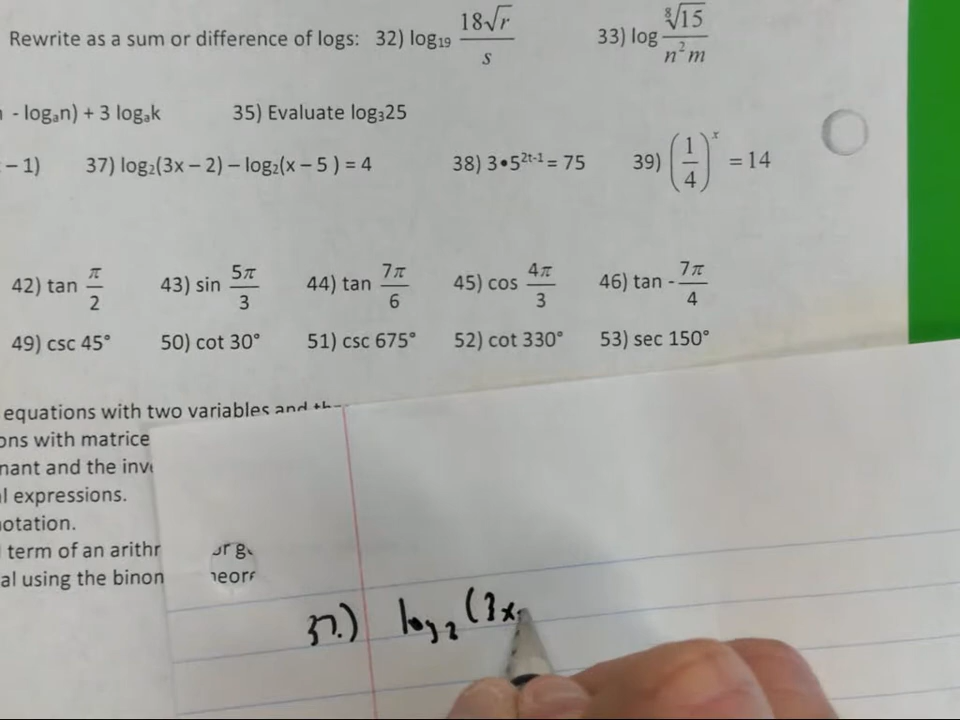 Rewrite as a sum or difference of logs: 32) log₁₉ 18√r / s 33) log ⁸√15 / n²m
- logₐn) + 3 logₐk 35) Evaluate log₃25
– 1) 37) log₂(3x – 2) – log₂(x – 5 ) = 4 38) 3•5²ᵗ⁻¹ = 75 39) (1/4)ˣ = 14
42) tan π/2 43) sin 5π/3 44) tan 7π/6 45) cos 4π/3 46) tan - 7π/4
49) csc 45° 50) cot 30° 51) csc 675° 52) cot 330° 53) sec 150°
equations with two variables and
with matrice
and the inv
expressions.
otation.
term of an arithr or g
al using the binon heor
37.) log₂ (3x